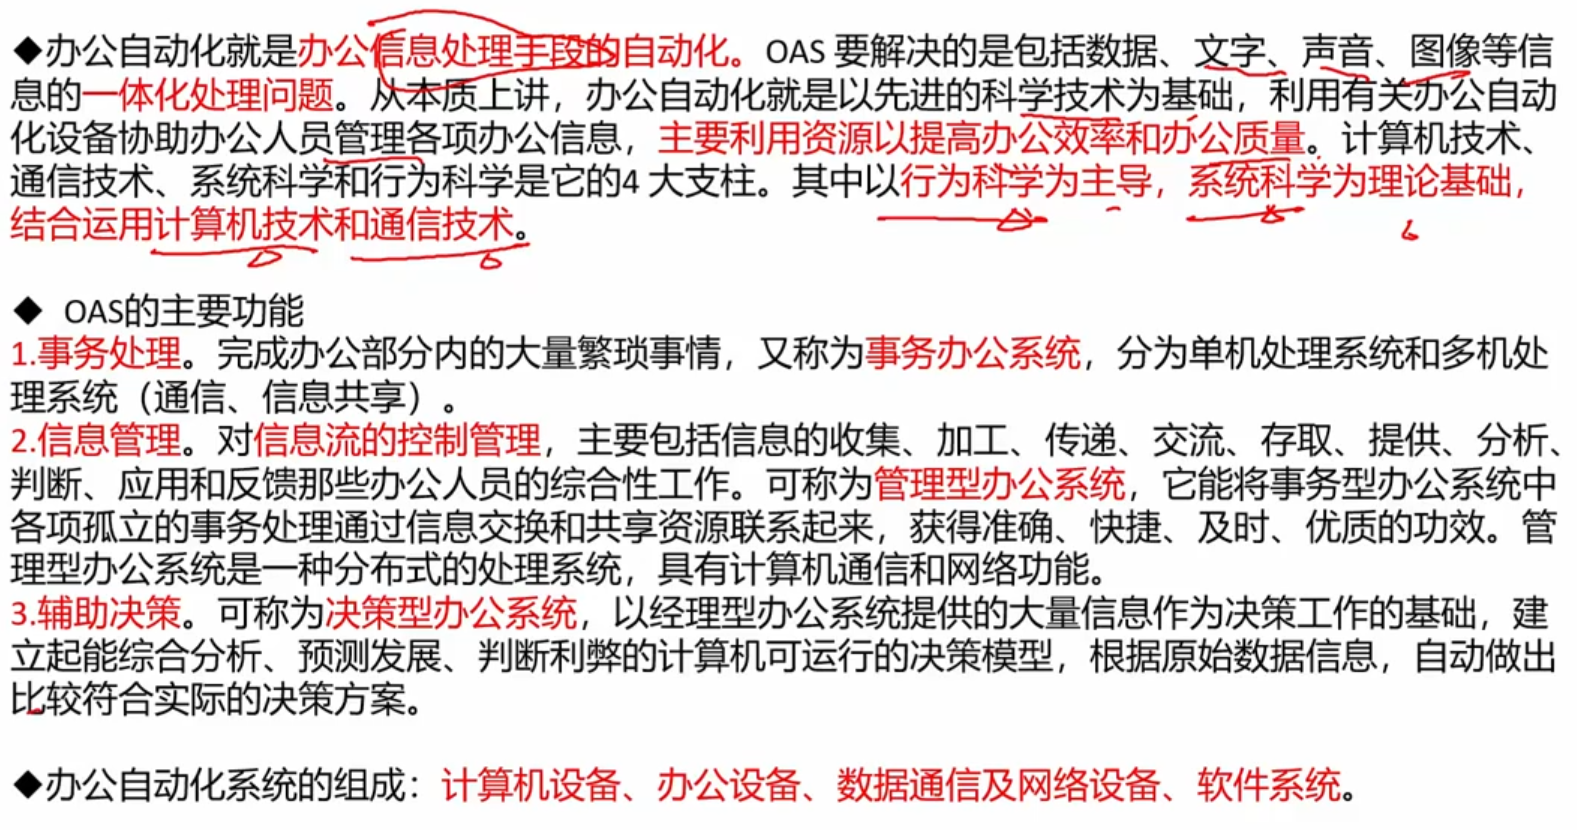 ◆办公自动化就是办公信息处理手段的自动化。OAS 要解决的是包括数据、文字、声音、图像等信
息的一体化处理问题。从本质上讲，办公自动化就是以先进的科学技术为基础，利用有关办公自动
化设备协助办公人员管理各项办公信息，主要利用资源以提高办公效率和办公质量。计算机技术、
通信技术、系统科学和行为科学是它的4 大支柱。其中以行为科学为主导，系统科学为理论基础，
结合运用计算机技术和通信技术。
◆ OAS的主要功能
1.事务处理。完成办公部分内的大量繁琐事情，又称为事务办公系统，分为单机处理系统和多机处
理系统（通信、信息共享）。
2.信息管理。对信息流的控制管理，主要包括信息的收集、加工、传递、交流、存取、提供、分析、
判断、应用和反馈那些办公人员的综合性工作。可称为管理型办公系统，它能将事务型办公系统中
各项孤立的事务处理通过信息交换和共享资源联系起来，获得准确、快捷、及时、优质的功效。管
理型办公系统是一种分布式的处理系统，具有计算机通信和网络功能。
3.辅助决策。可称为决策型办公系统，以经理型办公系统提供的大量信息作为决策工作的基础，建
立起能综合分析、预测发展、判断利弊的计算机可运行的决策模型，根据原始数据信息，自动做出
比较符合实际的决策方案。
◆办公自动化系统的组成：计算机设备、办公设备、数据通信及网络设备、软件系统。